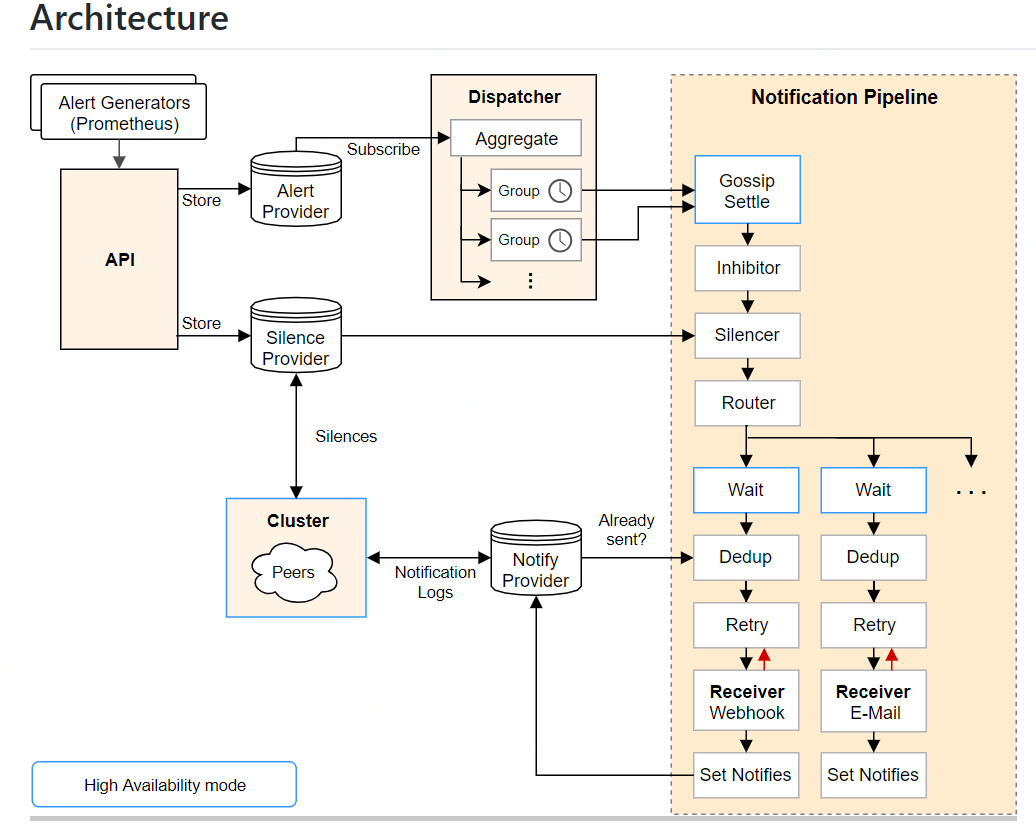 Architecture
Alert Generators
(Prometheus)
API
Store
Store
Alert
Provider
Subscribe
Dispatcher
Aggregate
Group
Group
Silence
Provider
Silences
Cluster
Peers
Notification
Logs
Notify
Provider
Already
sent?
Notification Pipeline
Gossip
Settle
Inhibitor
Silencer
Router
Wait
Wait
. . .
Dedup
Dedup
Retry
Retry
Receiver
Webhook
Receiver
E-Mail
Set Notifies
Set Notifies
High Availability mode